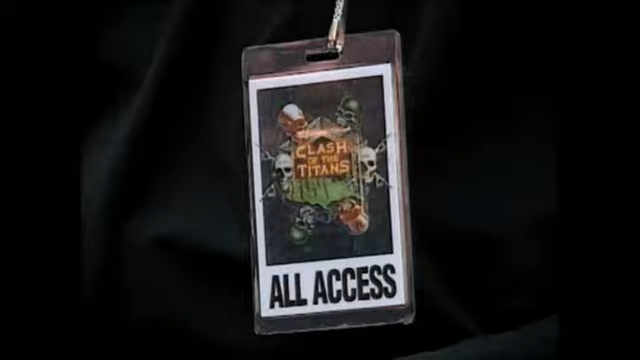 CLASH
OF THE
TITANS
ALL ACCESS